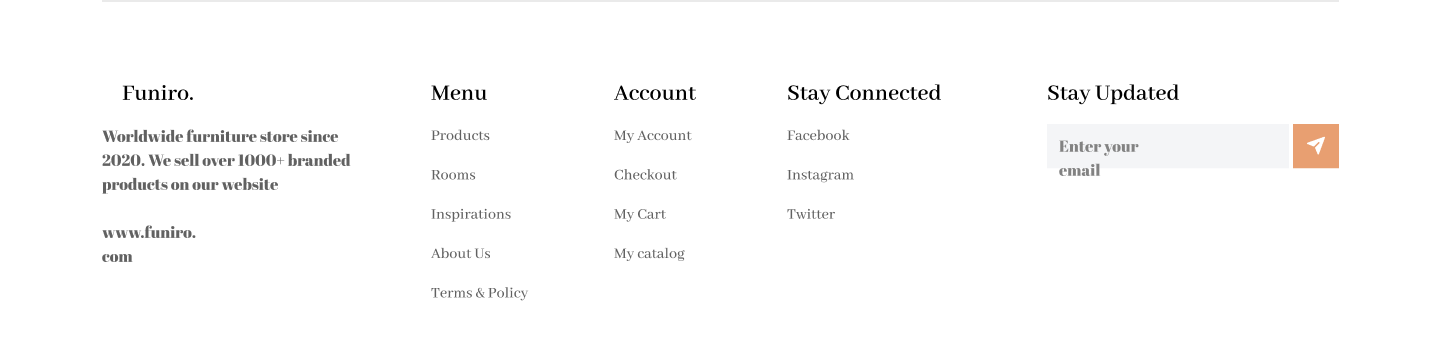 Funiro.
Worldwide furniture store since
2020. We sell over 1000+ branded
products on our website
www.funiro.
com
Menu
Products
Rooms
Inspirations
About Us
Terms & Policy
Account
My Account
Checkout
My Cart
My catalog
Stay Connected
Facebook
Instagram
Twitter
Stay Updated
Enter your
email